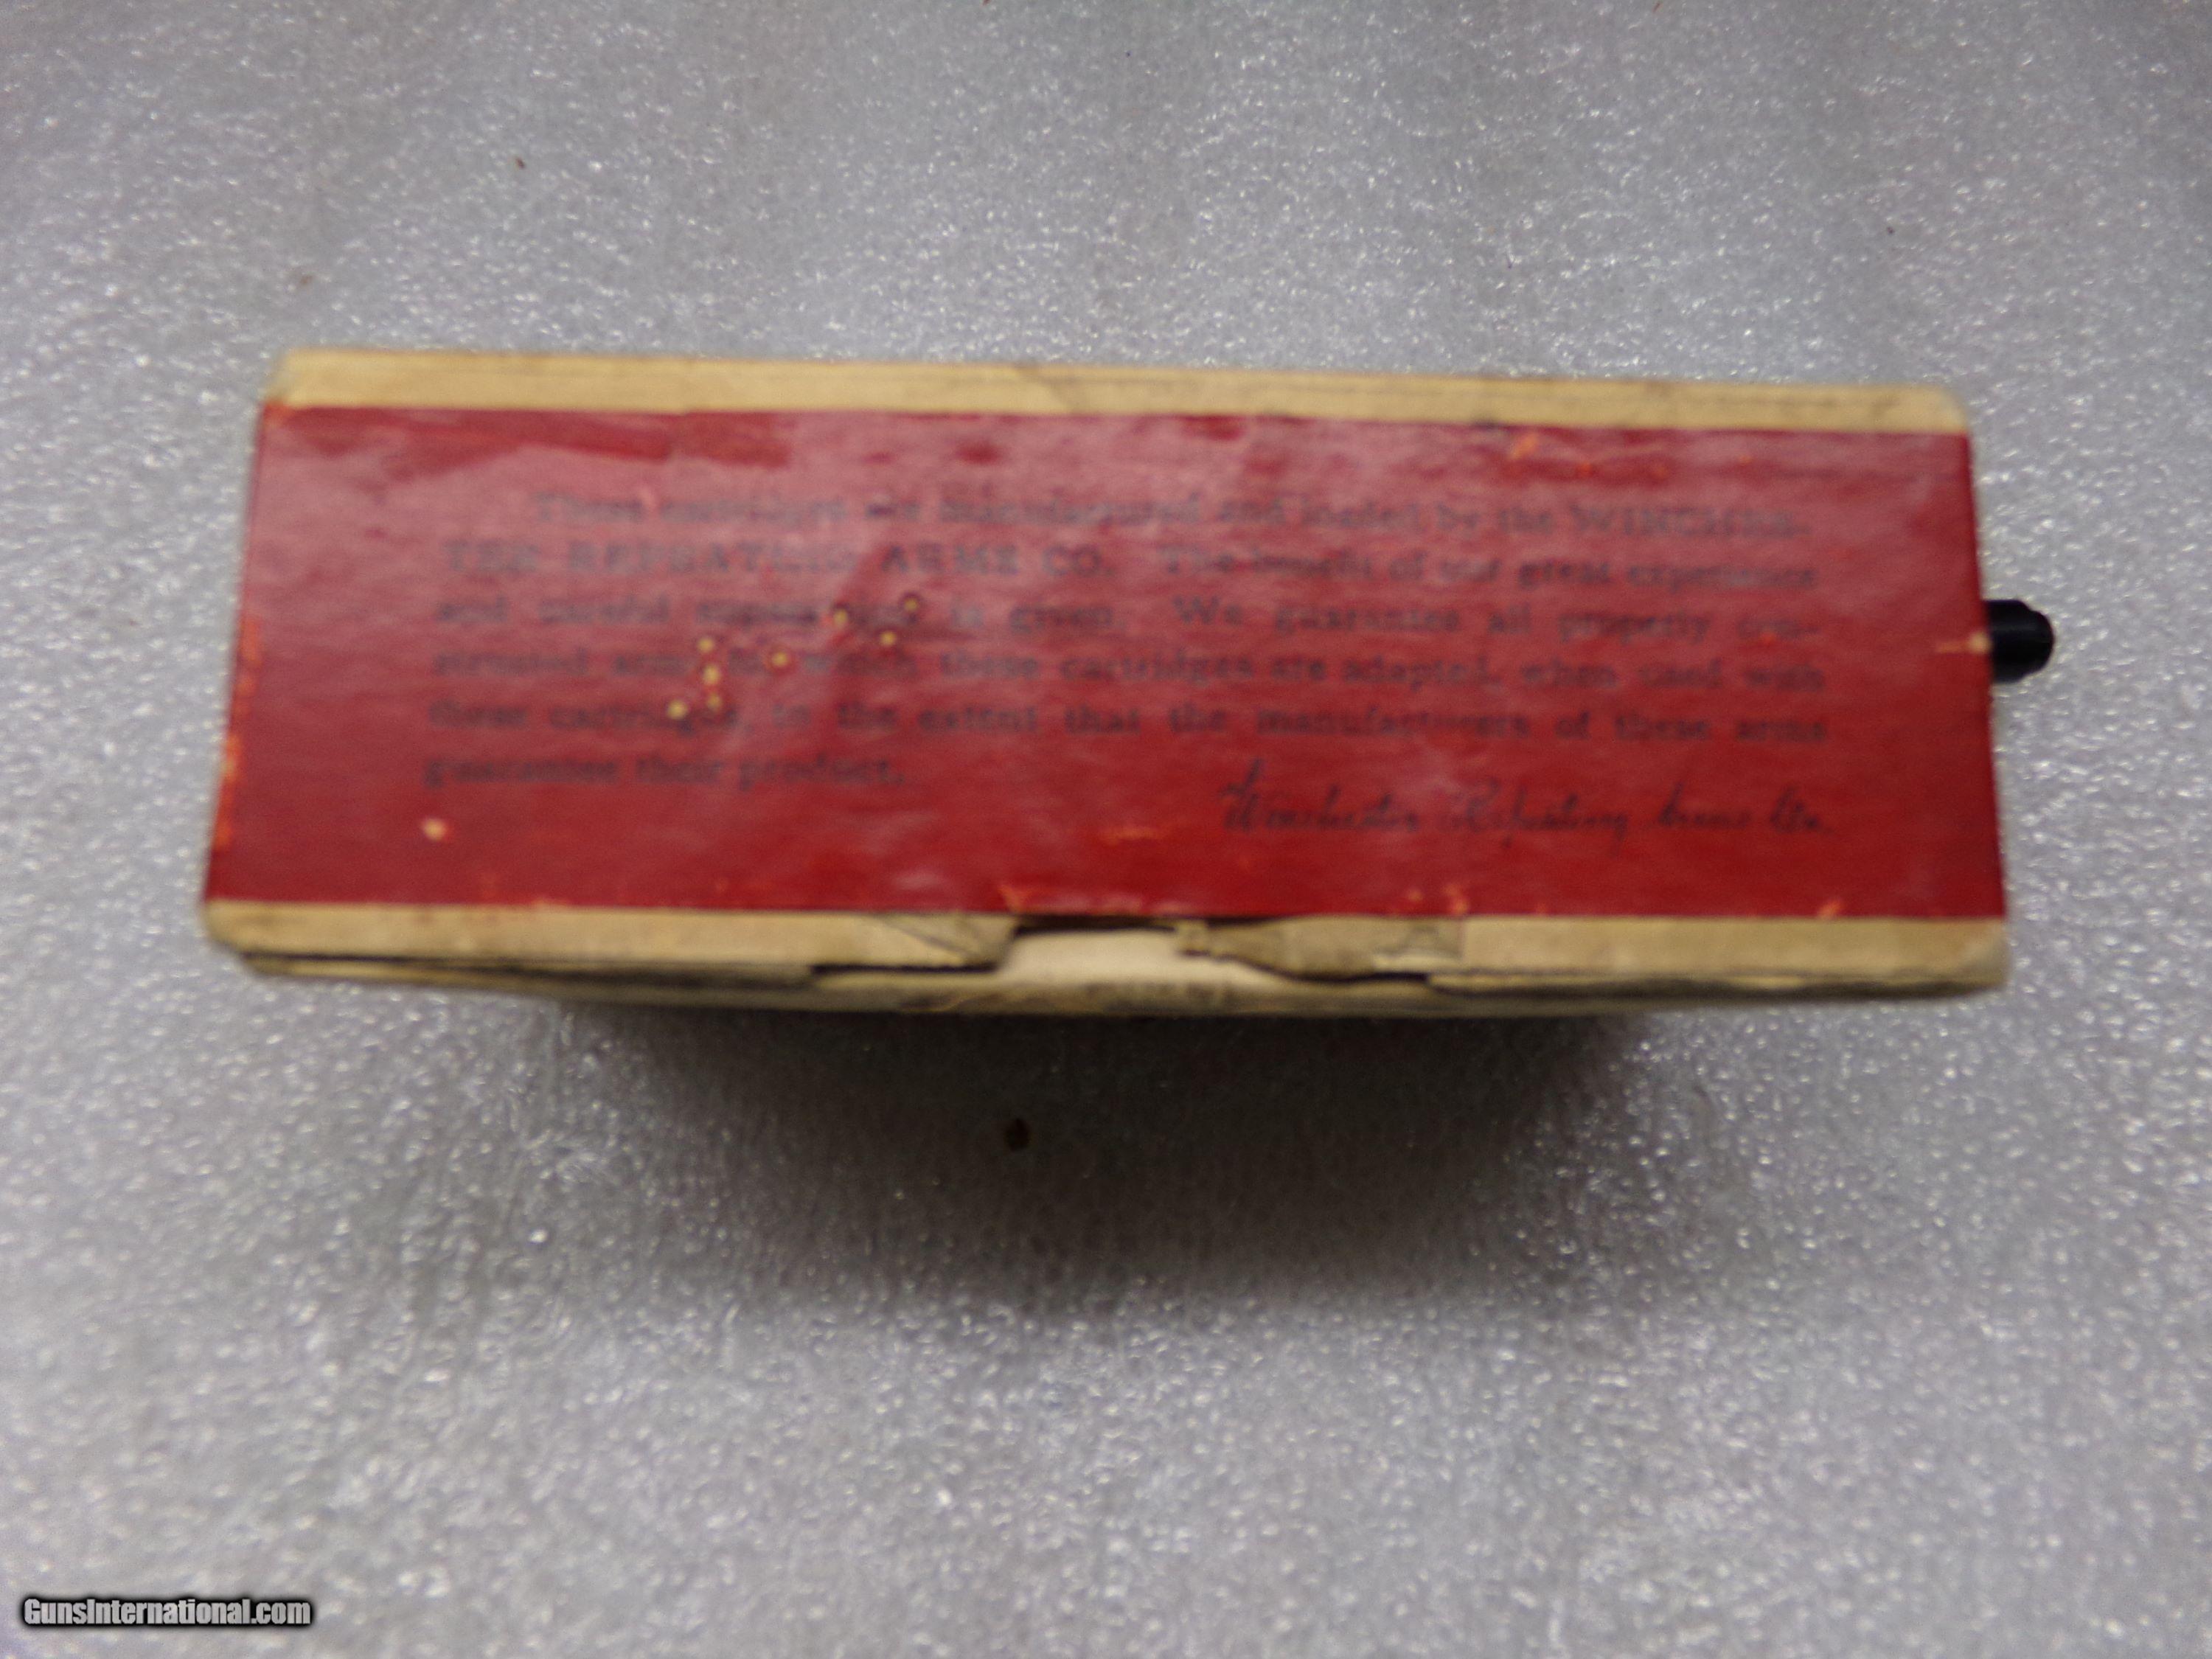 These cartridges are manufactured and loaded by the WINCHES-
TER REPEATING ARMS CO. The benefit of our great experience
and careful supervision is given. We guarantee all properly con-
structed arms for which these cartridges are adapted, when used with
these cartridges, to the extent that the manufacturers of these arms
guarantee their product.
Winchester Repeating Arms Co.
GunsInternational.com